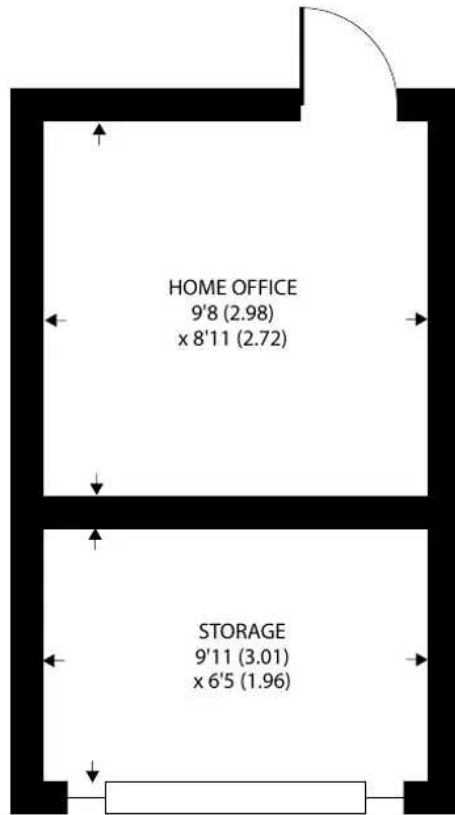 HOME OFFICE
9'8 (2.98)
x 8'11 (2.72)
STORAGE
9'11 (3.01)
x 6'5 (1.96)